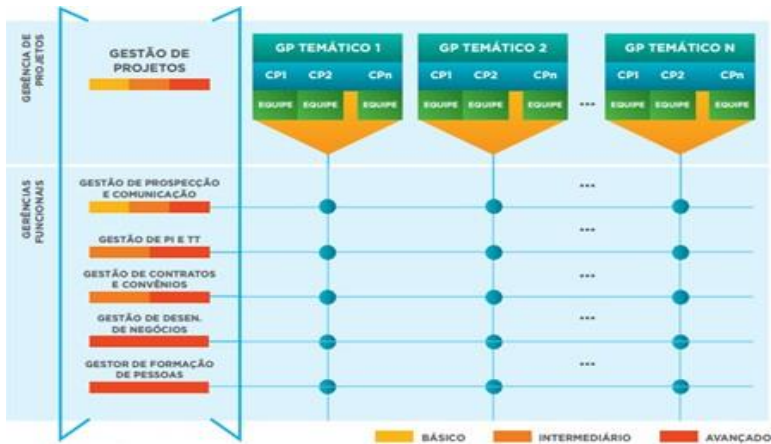 GERÊNCIA DE
PROJETOS
GESTÃO DE
PROJETOS
GP TEMÁTICO 1
CP1 CP2 CPn
EQUIPE EQUIPE EQUIPE
GP TEMÁTICO 2
CP1 CP2 CPn
EQUIPE EQUIPE EQUIPE
...
GP TEMÁTICO N
CP1 CP2 CPn
EQUIPE EQUIPE EQUIPE
GERÊNCIAS
FUNCIONAIS
GESTÃO DE PROSPECÇÃO
E COMUNICAÇÃO
...
GESTÃO DE PI E TT
...
GESTÃO DE CONTRATOS
E CONVÊNIOS
...
GESTÃO DE DESEN.
DE NEGÓCIOS
...
GESTOR DE FORMAÇÃO
DE PESSOAS
...
BÁSICO INTERMEDIÁRIO AVANÇADO